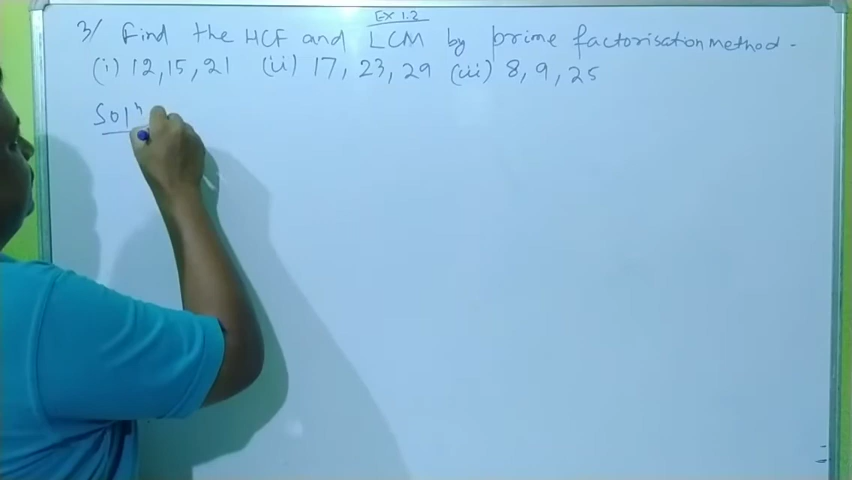 EX 1.2
3/ Find the HCF and LCM by prime factorisation method.
(i) 12, 15, 21 (ii) 17, 23, 29 (iii) 8, 9, 25
Solⁿ